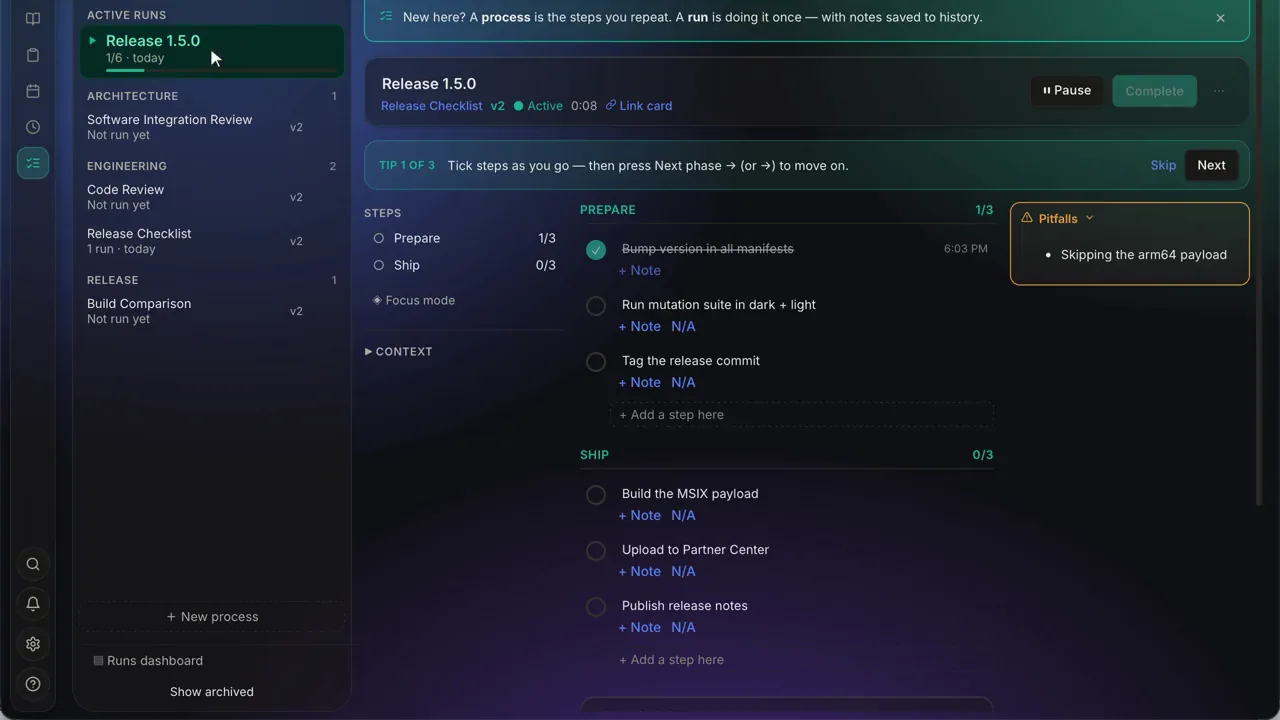 ACTIVE RUNS
Release 1.5.0
1/6 · today
ARCHITECTURE 1
Software Integration Review
Not run yet
v2
ENGINEERING 2
Code Review
Not run yet
v2
Release Checklist
1 run · today
v2
RELEASE 1
Build Comparison
Not run yet
v2
+ New process
Runs dashboard
Show archived
New here? A process is the steps you repeat. A run is doing it once — with notes saved to history.
Release 1.5.0
Release Checklist v2 Active 0:08 Link card
Pause
Complete
TIP 1 OF 3 Tick steps as you go — then press Next phase → (or →) to move on.
Skip
Next
STEPS
Prepare 1/3
Ship 0/3
Focus mode
CONTEXT
PREPARE 1/3
Bump version in all manifests 6:03 PM
+ Note
Run mutation suite in dark + light
+ Note N/A
Tag the release commit
+ Note N/A
+ Add a step here
SHIP 0/3
Build the MSIX payload
+ Note N/A
Upload to Partner Center
+ Note N/A
Publish release notes
+ Note N/A
+ Add a step here
Pitfalls
• Skipping the arm64 payload